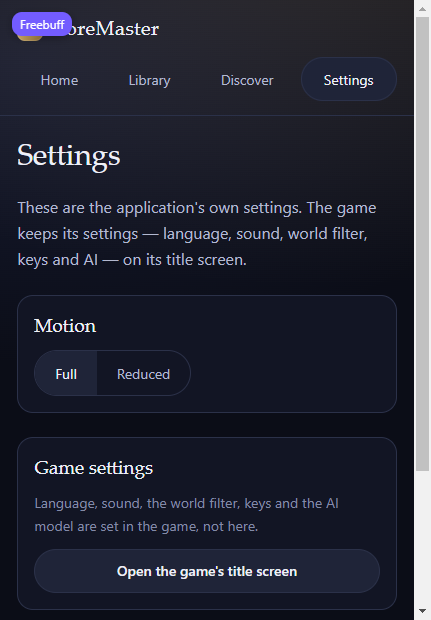 Freebuff
oreMaster
Home
Library
Discover
Settings
Settings
These are the application's own settings. The game
keeps its settings — language, sound, world filter,
keys and AI — on its title screen.
Motion
Full
Reduced
Game settings
Language, sound, the world filter, keys and the AI
model are set in the game, not here.
Open the game's title screen